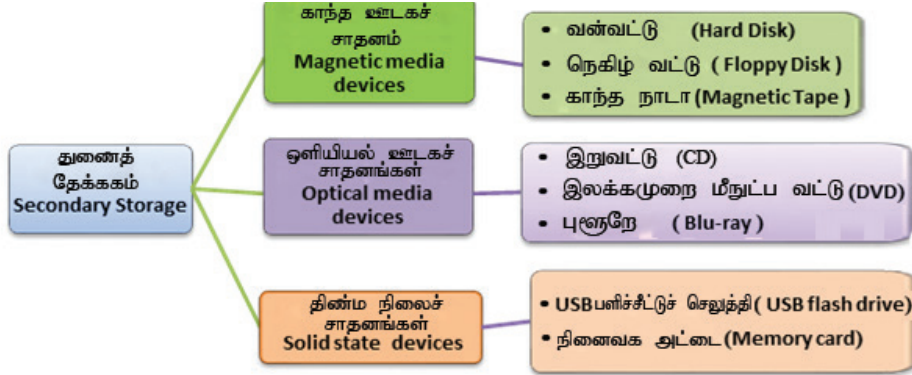 காந்த ஊடகச்
சாதனம்
Magnetic media
devices
• வன்வட்டு (Hard Disk)
• நெகிழ் வட்டு ( Floppy Disk )
• காந்த நாடா (Magnetic Tape )
துணைத்
தேக்ககம்
Secondary Storage
ஒளியியல் ஊடகச்
சாதனங்கள்
Optical media
devices
• இறுவட்டு (CD)
• இலக்கமுறை மீநுட்ப வட்டு (DVD)
• புளூறே ( Blu-ray )
திண்ம நிலைச்
சாதனங்கள்
Solid state devices
• USB பளிச்சீட்டுச் செலுத்தி ( USB flash drive)
• நினைவக அட்டை (Memory card)